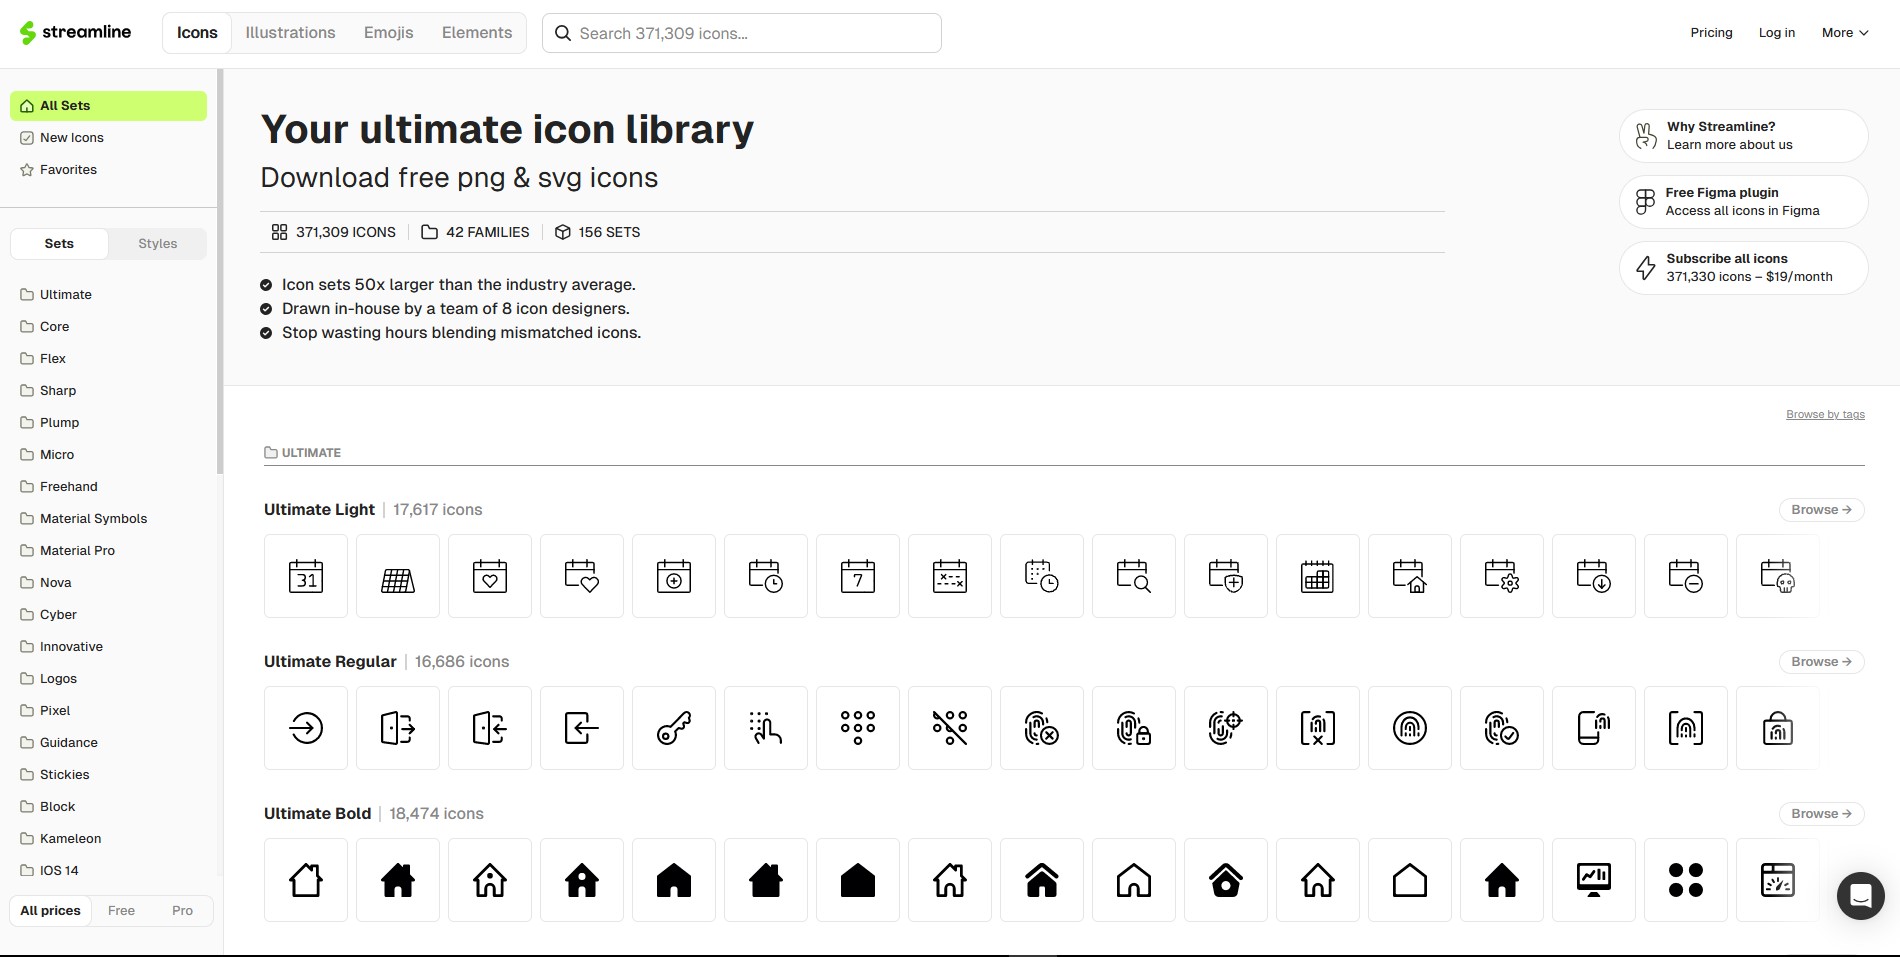 streamline
Icons
Illustrations
Emojis
Elements
Search 371,309 icons...
Pricing
Log in
More
All Sets
New Icons
Favorites
Sets
Styles
Ultimate
Core
Flex
Sharp
Plump
Micro
Freehand
Material Symbols
Material Pro
Nova
Cyber
Innovative
Logos
Pixel
Guidance
Stickies
Block
Kameleon
IOS 14
All prices
Free
Pro
Your ultimate icon library
Download free png & svg icons
371,309 ICONS
42 FAMILIES
156 SETS
Icon sets 50x larger than the industry average.
Drawn in-house by a team of 8 icon designers.
Stop wasting hours blending mismatched icons.
Why Streamline?
Learn more about us
Free Figma plugin
Access all icons in Figma
Subscribe all icons
371,330 icons – $19/month
Browse by tags
ULTIMATE
Ultimate Light | 17,617 icons
Browse →
31
7
Ultimate Regular | 16,686 icons
Browse →
Ultimate Bold | 18,474 icons
Browse →